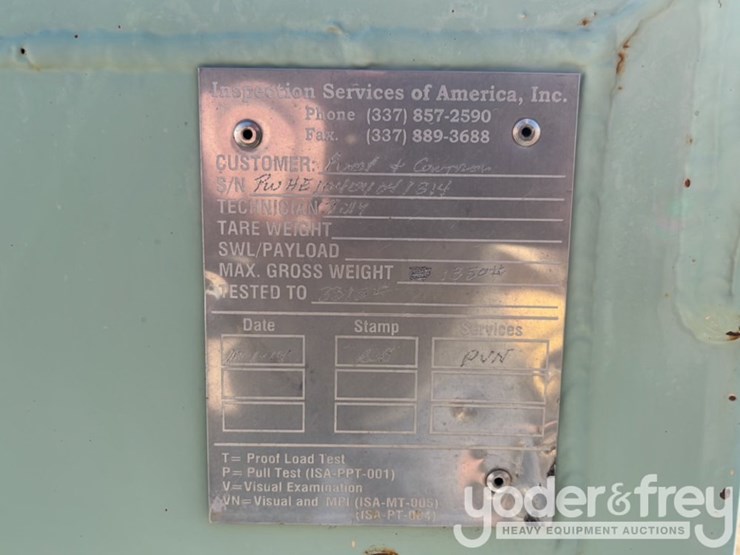 Inspection Services of America, Inc.
Phone (337) 857-2590
Fax. (337) 889-3688
CUSTOMER:
S/N
TECHNICIAN
TARE WEIGHT
SWL/PAYLOAD
MAX. GROSS WEIGHT
TESTED TO
Date Stamp Services
PVN
T= Proof Load Test
P= Pull Test (ISA-PPT-001)
V=Visual Examination
VN=Visual and MPI (ISA-MT-005)
(ISA-PT-004)
yoder&frey
HEAVY EQUIPMENT AUCTIONS